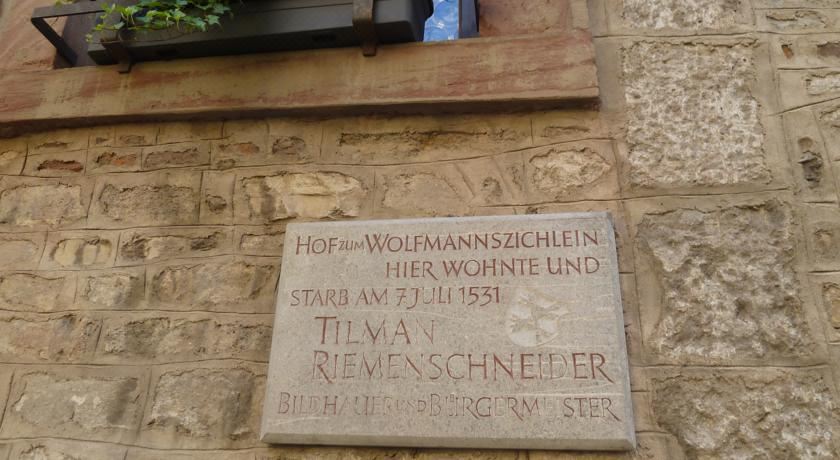 HOF ZUM WOLFMANNSZICHLEIN
HIER WOHNTE UND
STARB AM 7. JULI 1531
TILMAN
RIEMENSCHNEIDER
BILDHAUER UND BÜRGERMEISTER